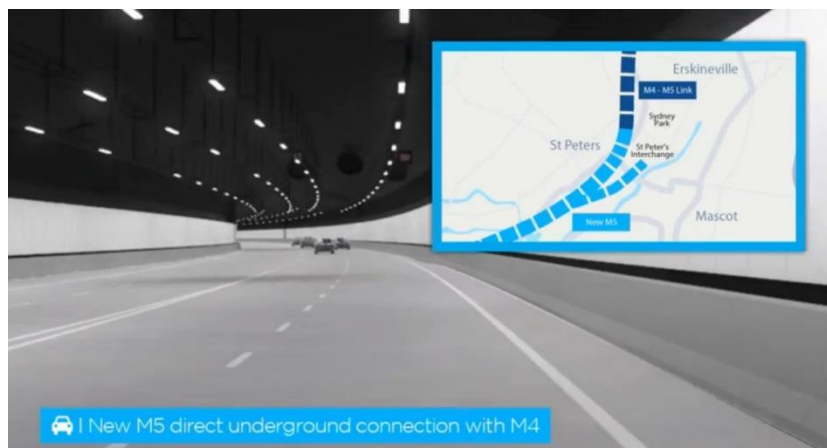 Erskineville
M4 - M5 Link
Sydney
Park
St Peters
St Peter's
Interchange
Mascot
New M5
| New M5 direct underground connection with M4